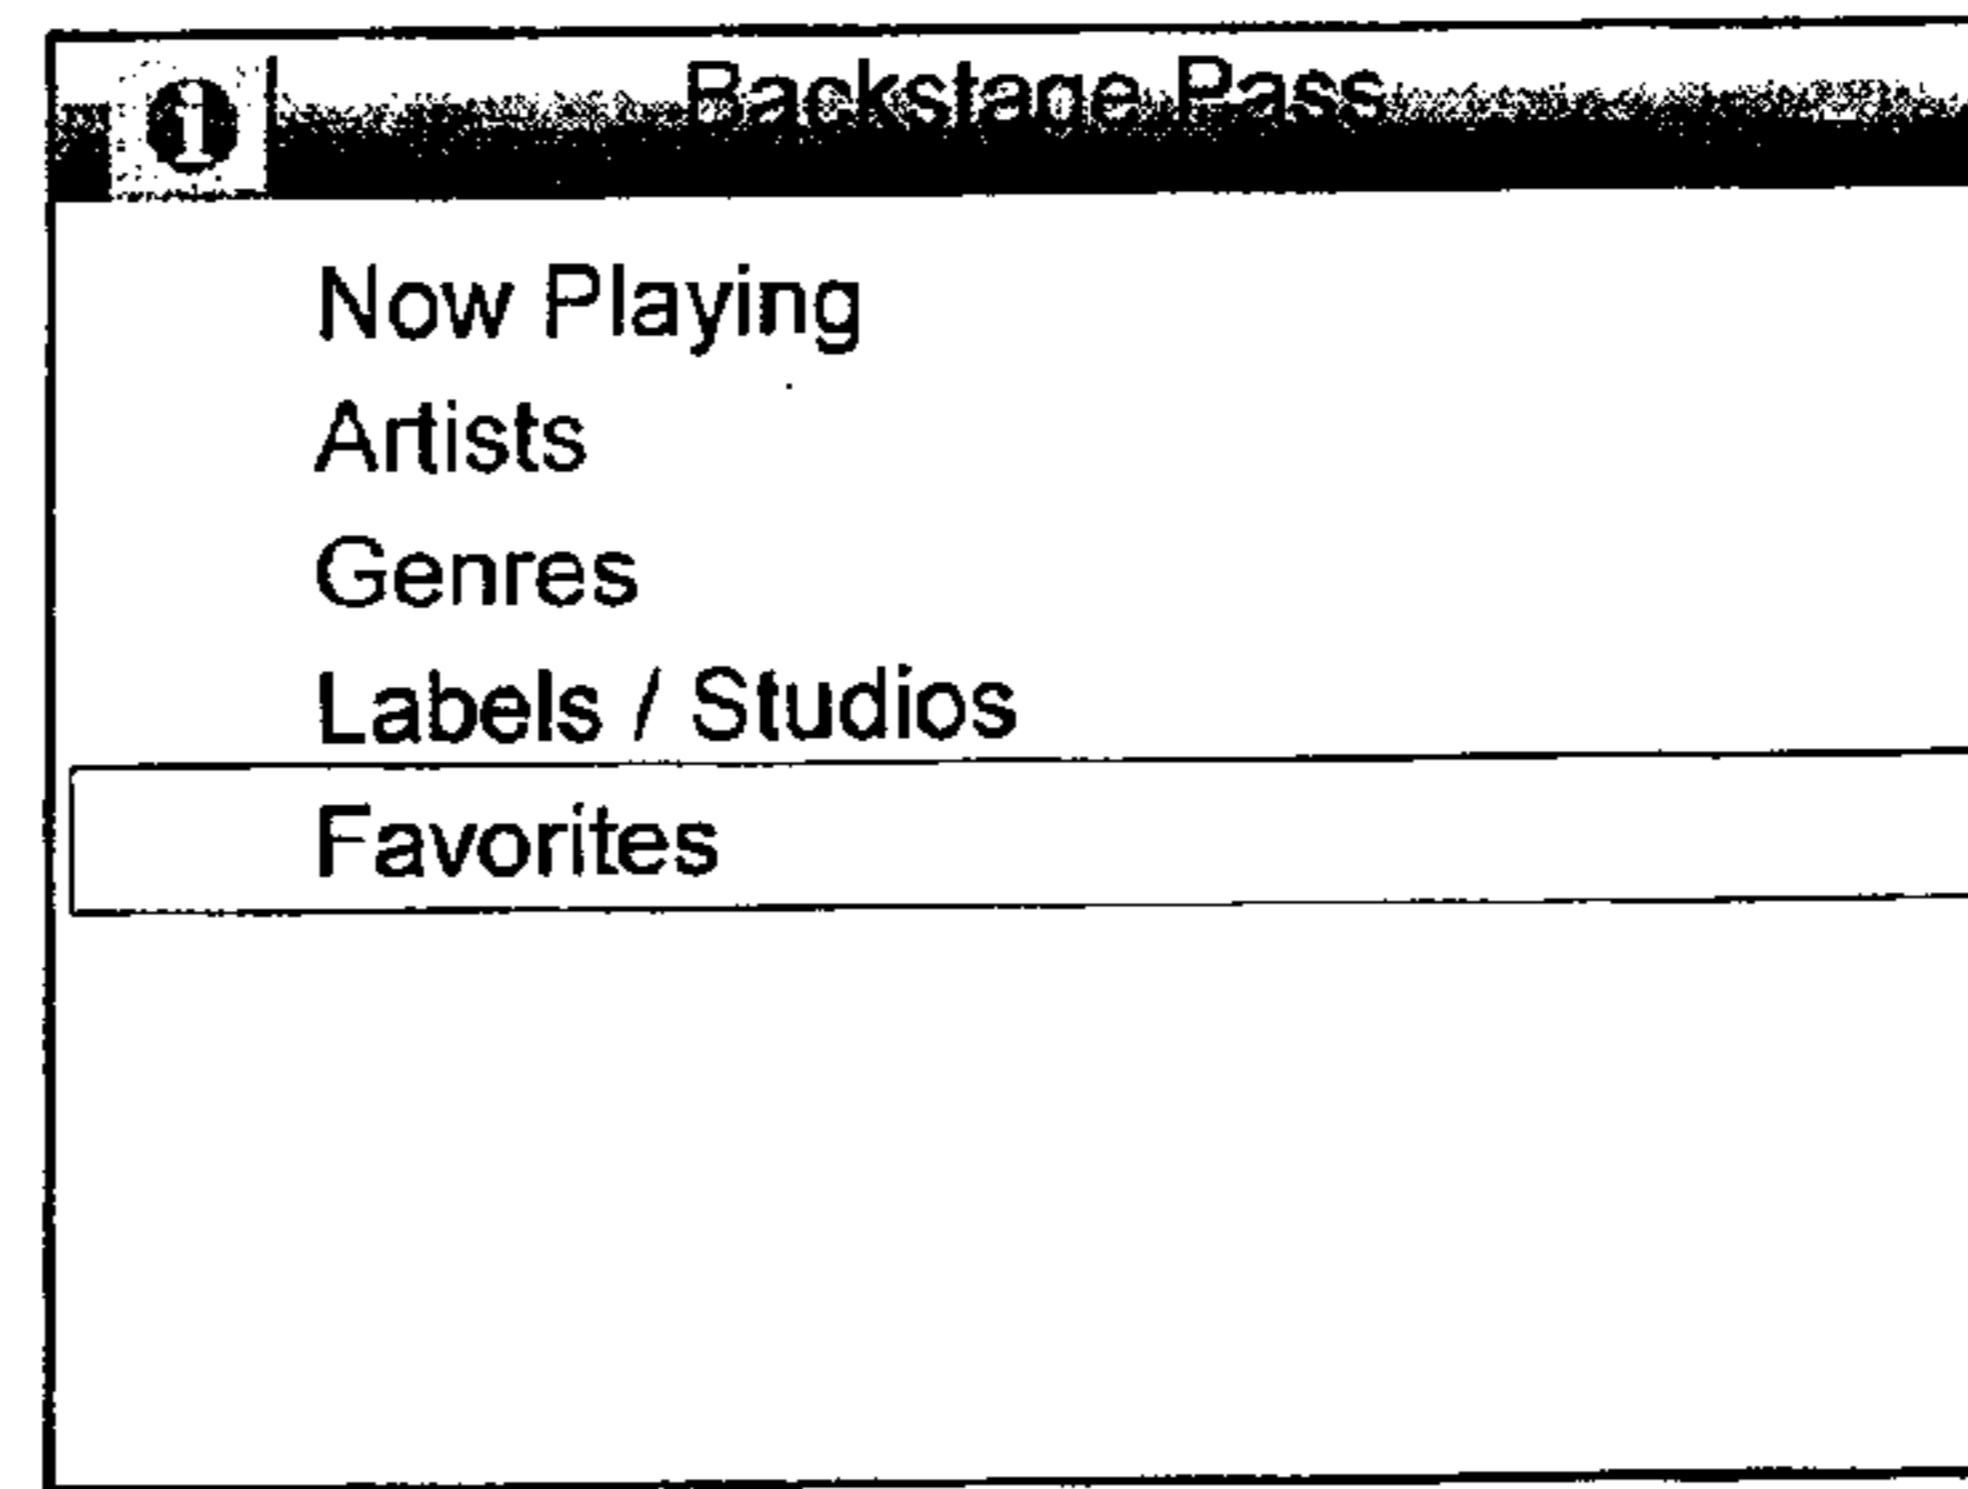 i
Backstage Pass
Now Playing
Artists
Genres
Labels / Studios
Favorites